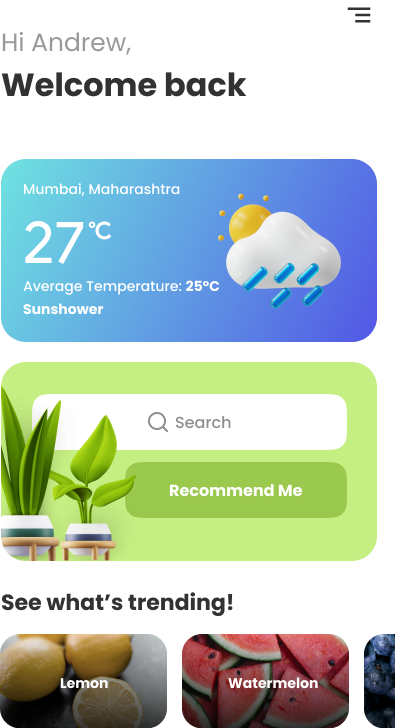 Hi Andrew,
Welcome back
Mumbai, Maharashtra
27°C
Average Temperature: 25°C
Sunshower
Search
Recommend Me
See what’s trending!
Lemon
Watermelon